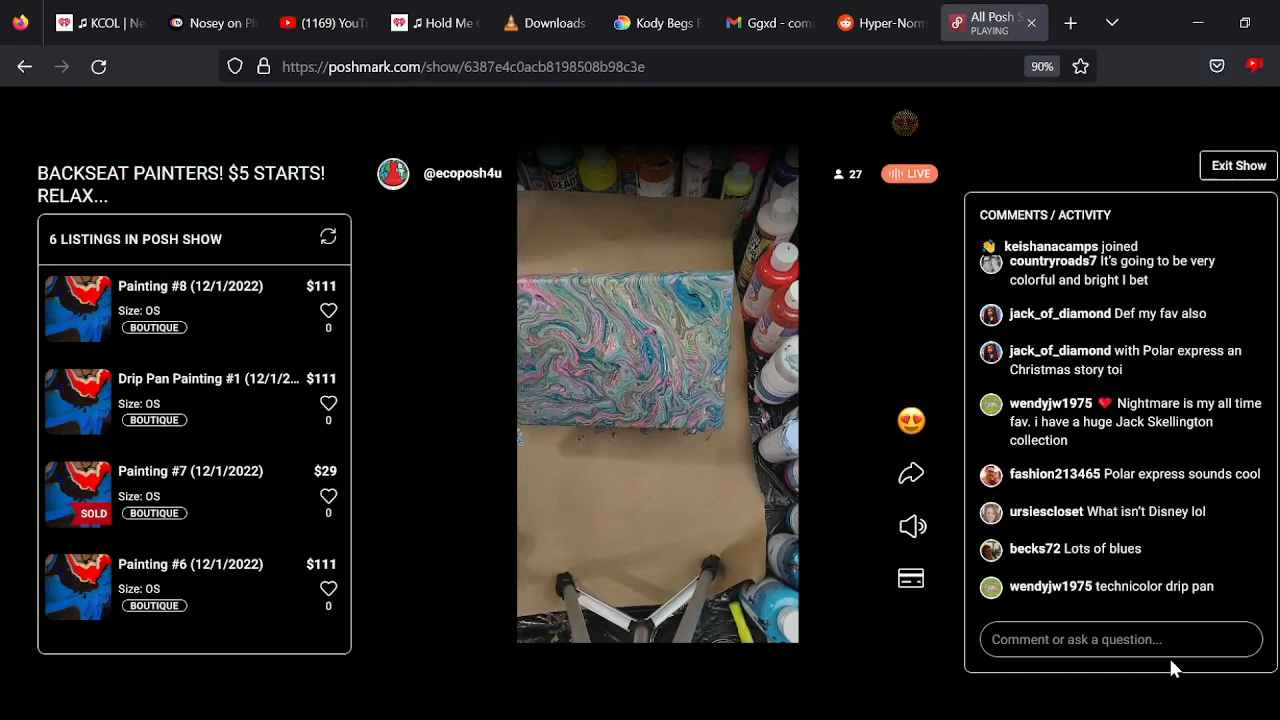 KCOL | Ne
Nosey on Pl
(1169) YouT
Hold Me C
Downloads
Kody Begs F
Ggxd - com
Hyper-Norm
All Posh S
PLAYING
https://poshmark.com/show/6387e4c0acb8198508b98c3e
90%
BACKSEAT PAINTERS! $5 STARTS!
RELAX...
@ecoposh4u
27
LIVE
Exit Show
6 LISTINGS IN POSH SHOW
Painting #8 (12/1/2022) $111
Size: OS
BOUTIQUE 0
Drip Pan Painting #1 (12/1/2... $111
Size: OS
BOUTIQUE 0
Painting #7 (12/1/2022) $29
Size: OS
SOLD BOUTIQUE 0
Painting #6 (12/1/2022) $111
Size: OS
BOUTIQUE 0
COMMENTS / ACTIVITY
keishanacamps joined
countryroads7 It's going to be very
colorful and bright I bet
jack_of_diamond Def my fav also
jack_of_diamond with Polar express an
Christmas story toi
wendyjw1975 ❤️ Nightmare is my all time
fav. i have a huge Jack Skellington
collection
fashion213465 Polar express sounds cool
ursiescloset What isn't Disney lol
becks72 Lots of blues
wendyjw1975 technicolor drip pan
Comment or ask a question...